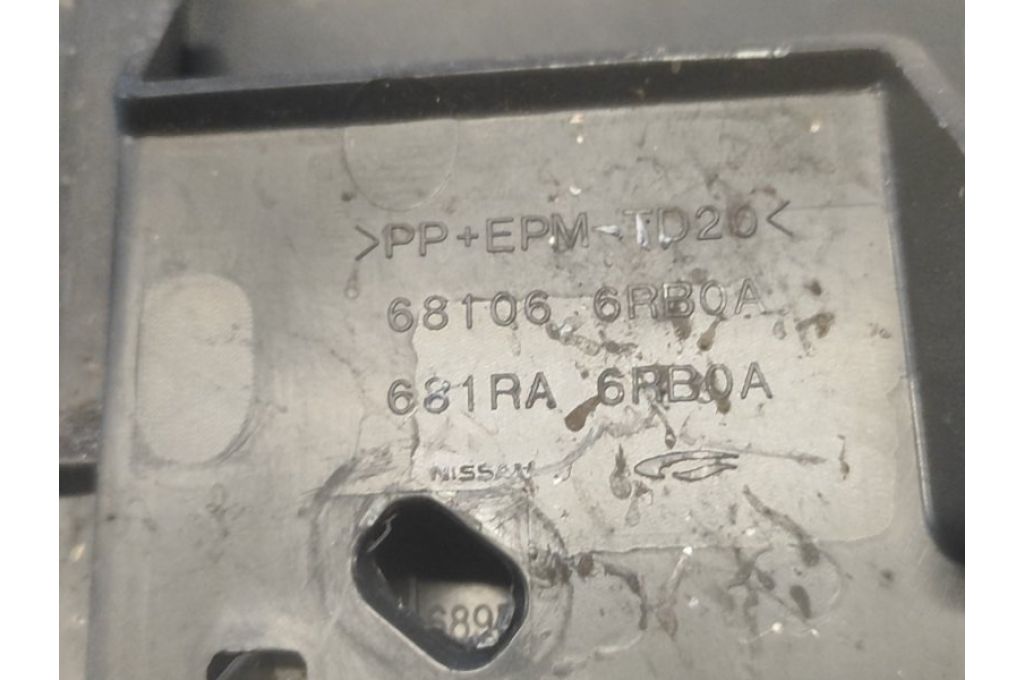 >PP+EPM-TD20<
68106 6RB0A
681RA 6RB0A
NISSAN